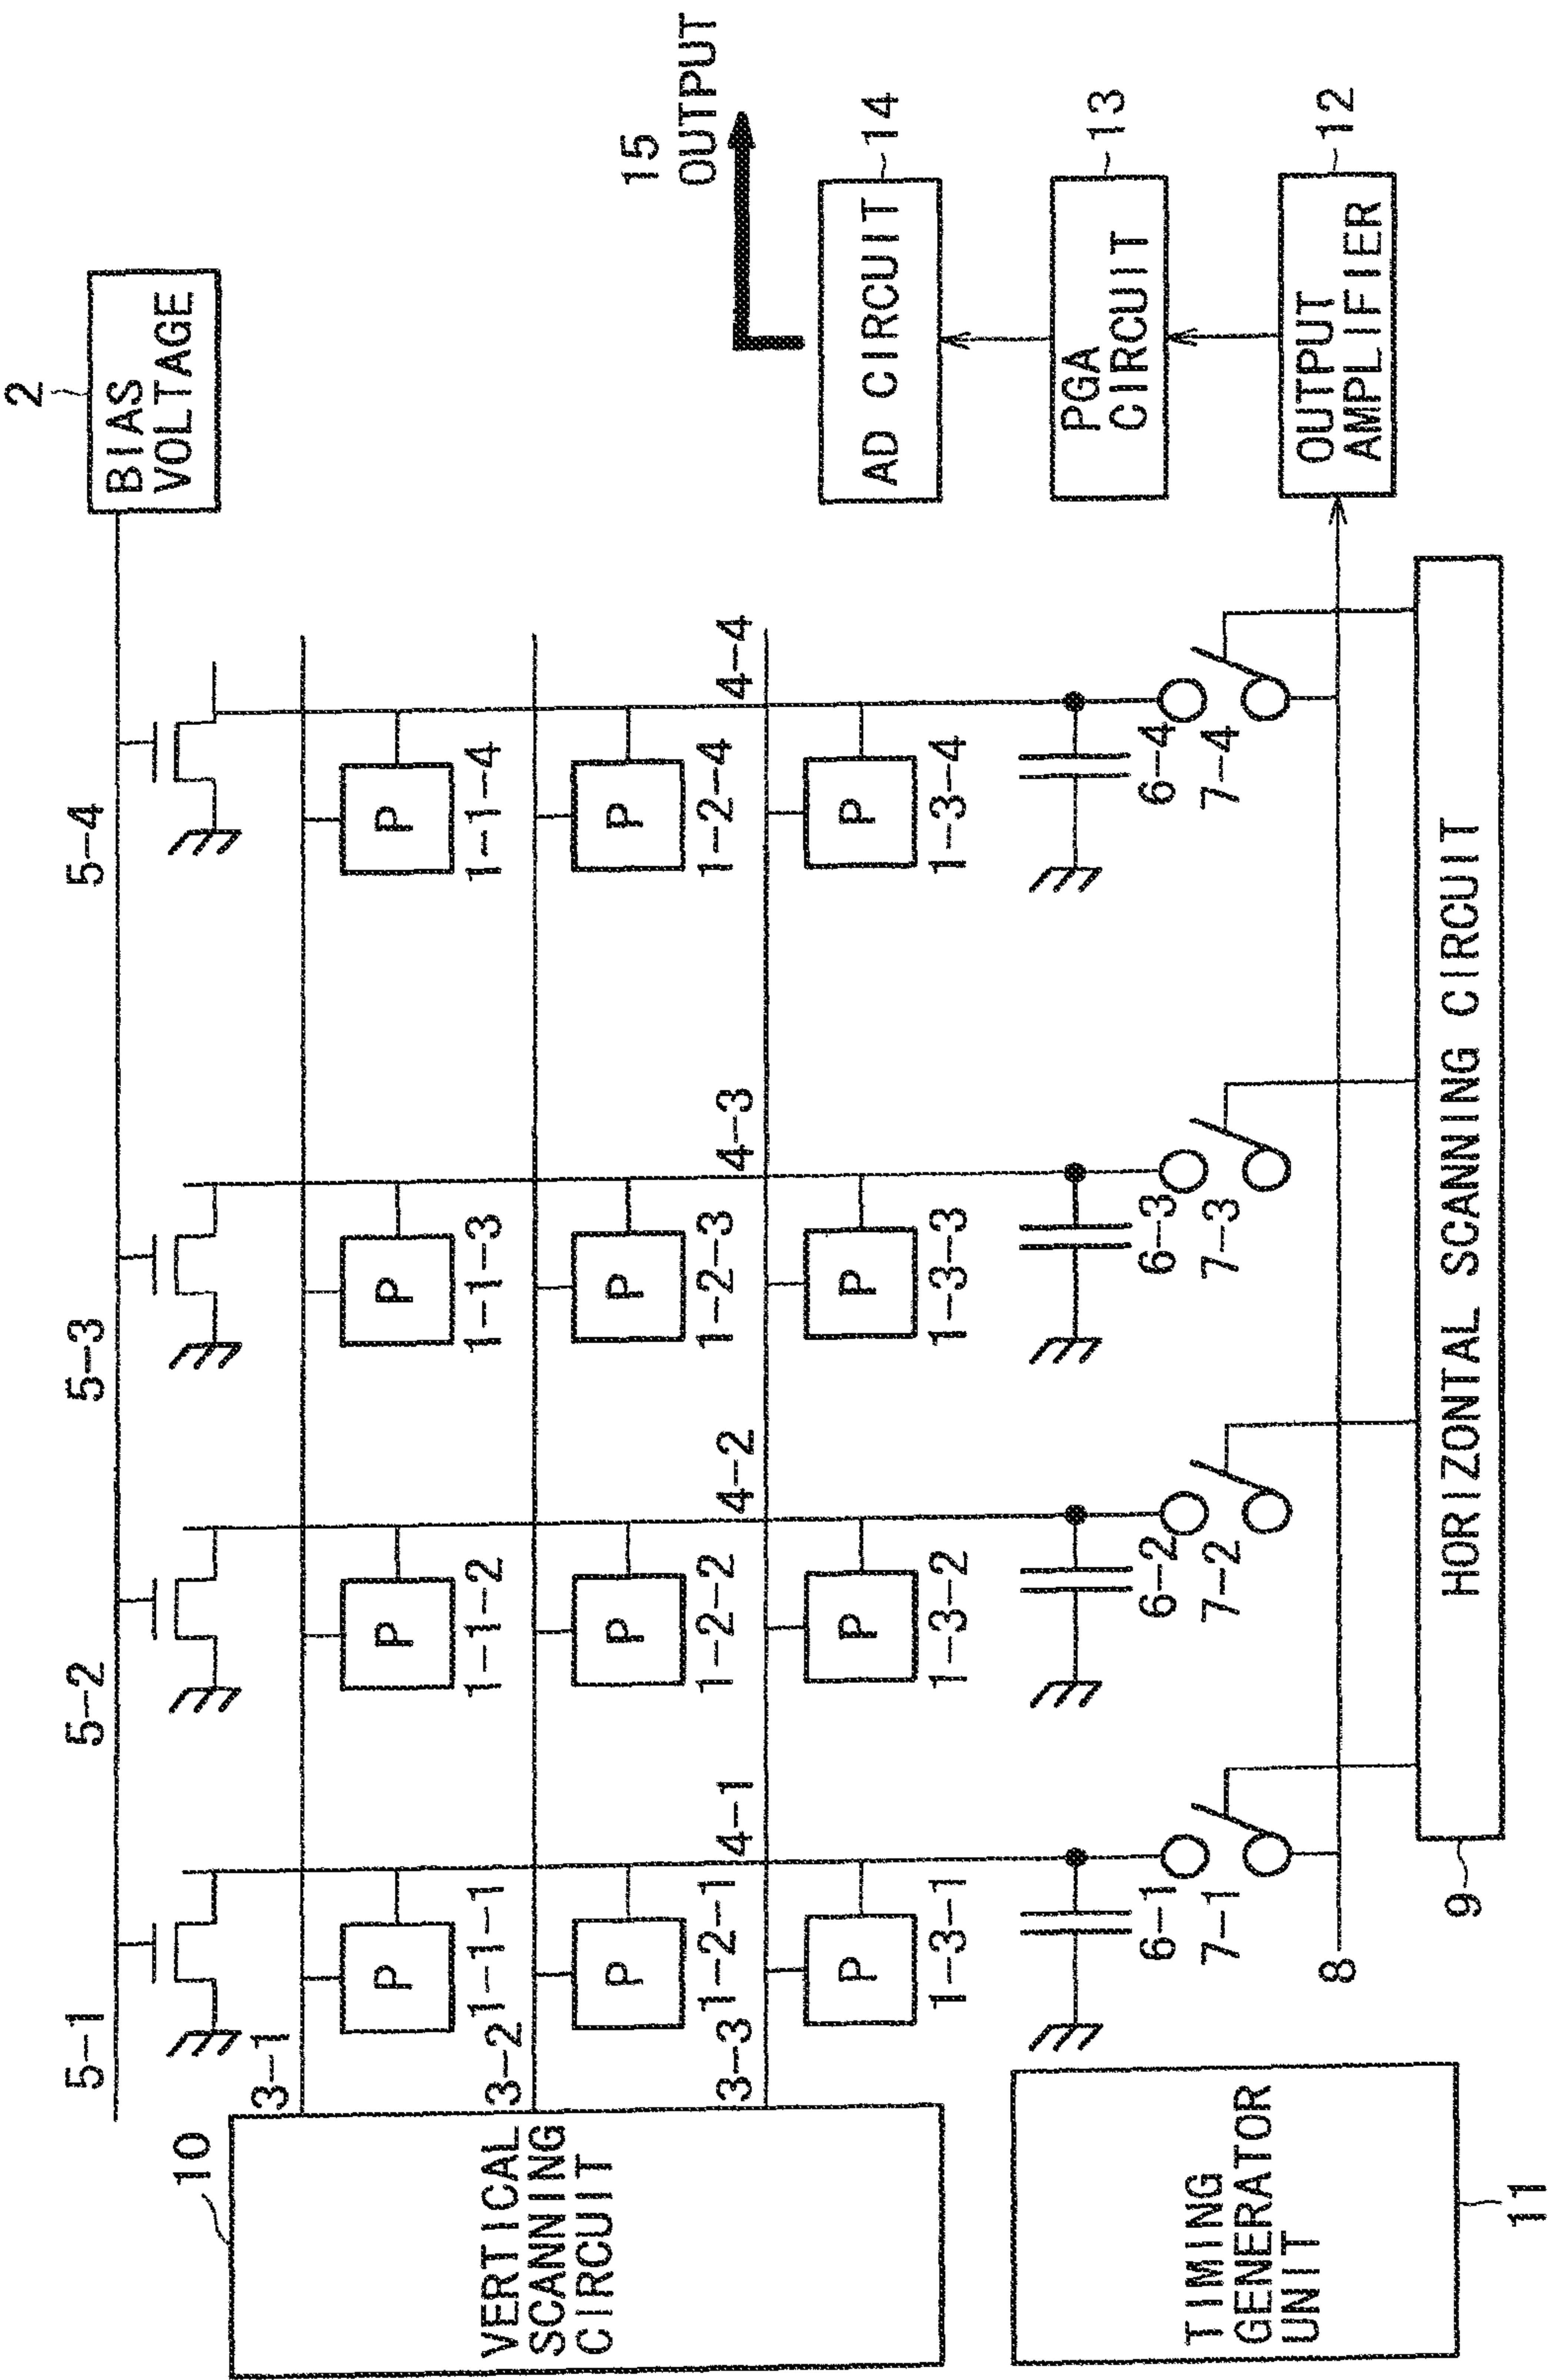 2
BIAS
VOLTAGE
5-1
5-2
5-3
5-4
10
3-1
VERTICAL
SCANNING
CIRCUIT
P
P
P
P
1-1-1
1-1-2
1-1-3
1-1-4
3-2
P
P
P
P
1-2-1
1-2-2
1-2-3
1-2-4
3-3
4-1
4-2
4-3
4-4
P
P
P
P
1-3-1
1-3-2
1-3-3
1-3-4
15
OUTPUT
AD CIRCUIT
14
PGA
CIRCUIT
13
OUTPUT
AMPLIFIER
12
6-1
6-2
6-3
6-4
7-1
7-2
7-3
7-4
8
TIMING
GENERATOR
UNIT
11
9
HORIZONTAL SCANNING CIRCUIT